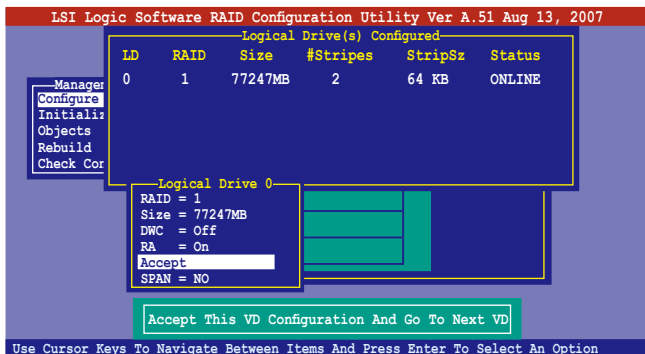 LSI Logic Software RAID Configuration Utility Ver A.51 Aug 13, 2007
Logical Drive(s) Configured
LD RAID Size #Stripes StripSz Status
0 1 77247MB 2 64 KB ONLINE
Configure
Objects
Rebuild
Logical Drive 0
RAID = 1
Size = 77247MB
DWC = Off
RA = On
Accept
SPAN = NO
Accept This VD Configuration And Go To Next VD
Use Cursor Keys To Navigate Between Items And Press Enter To Select An Option